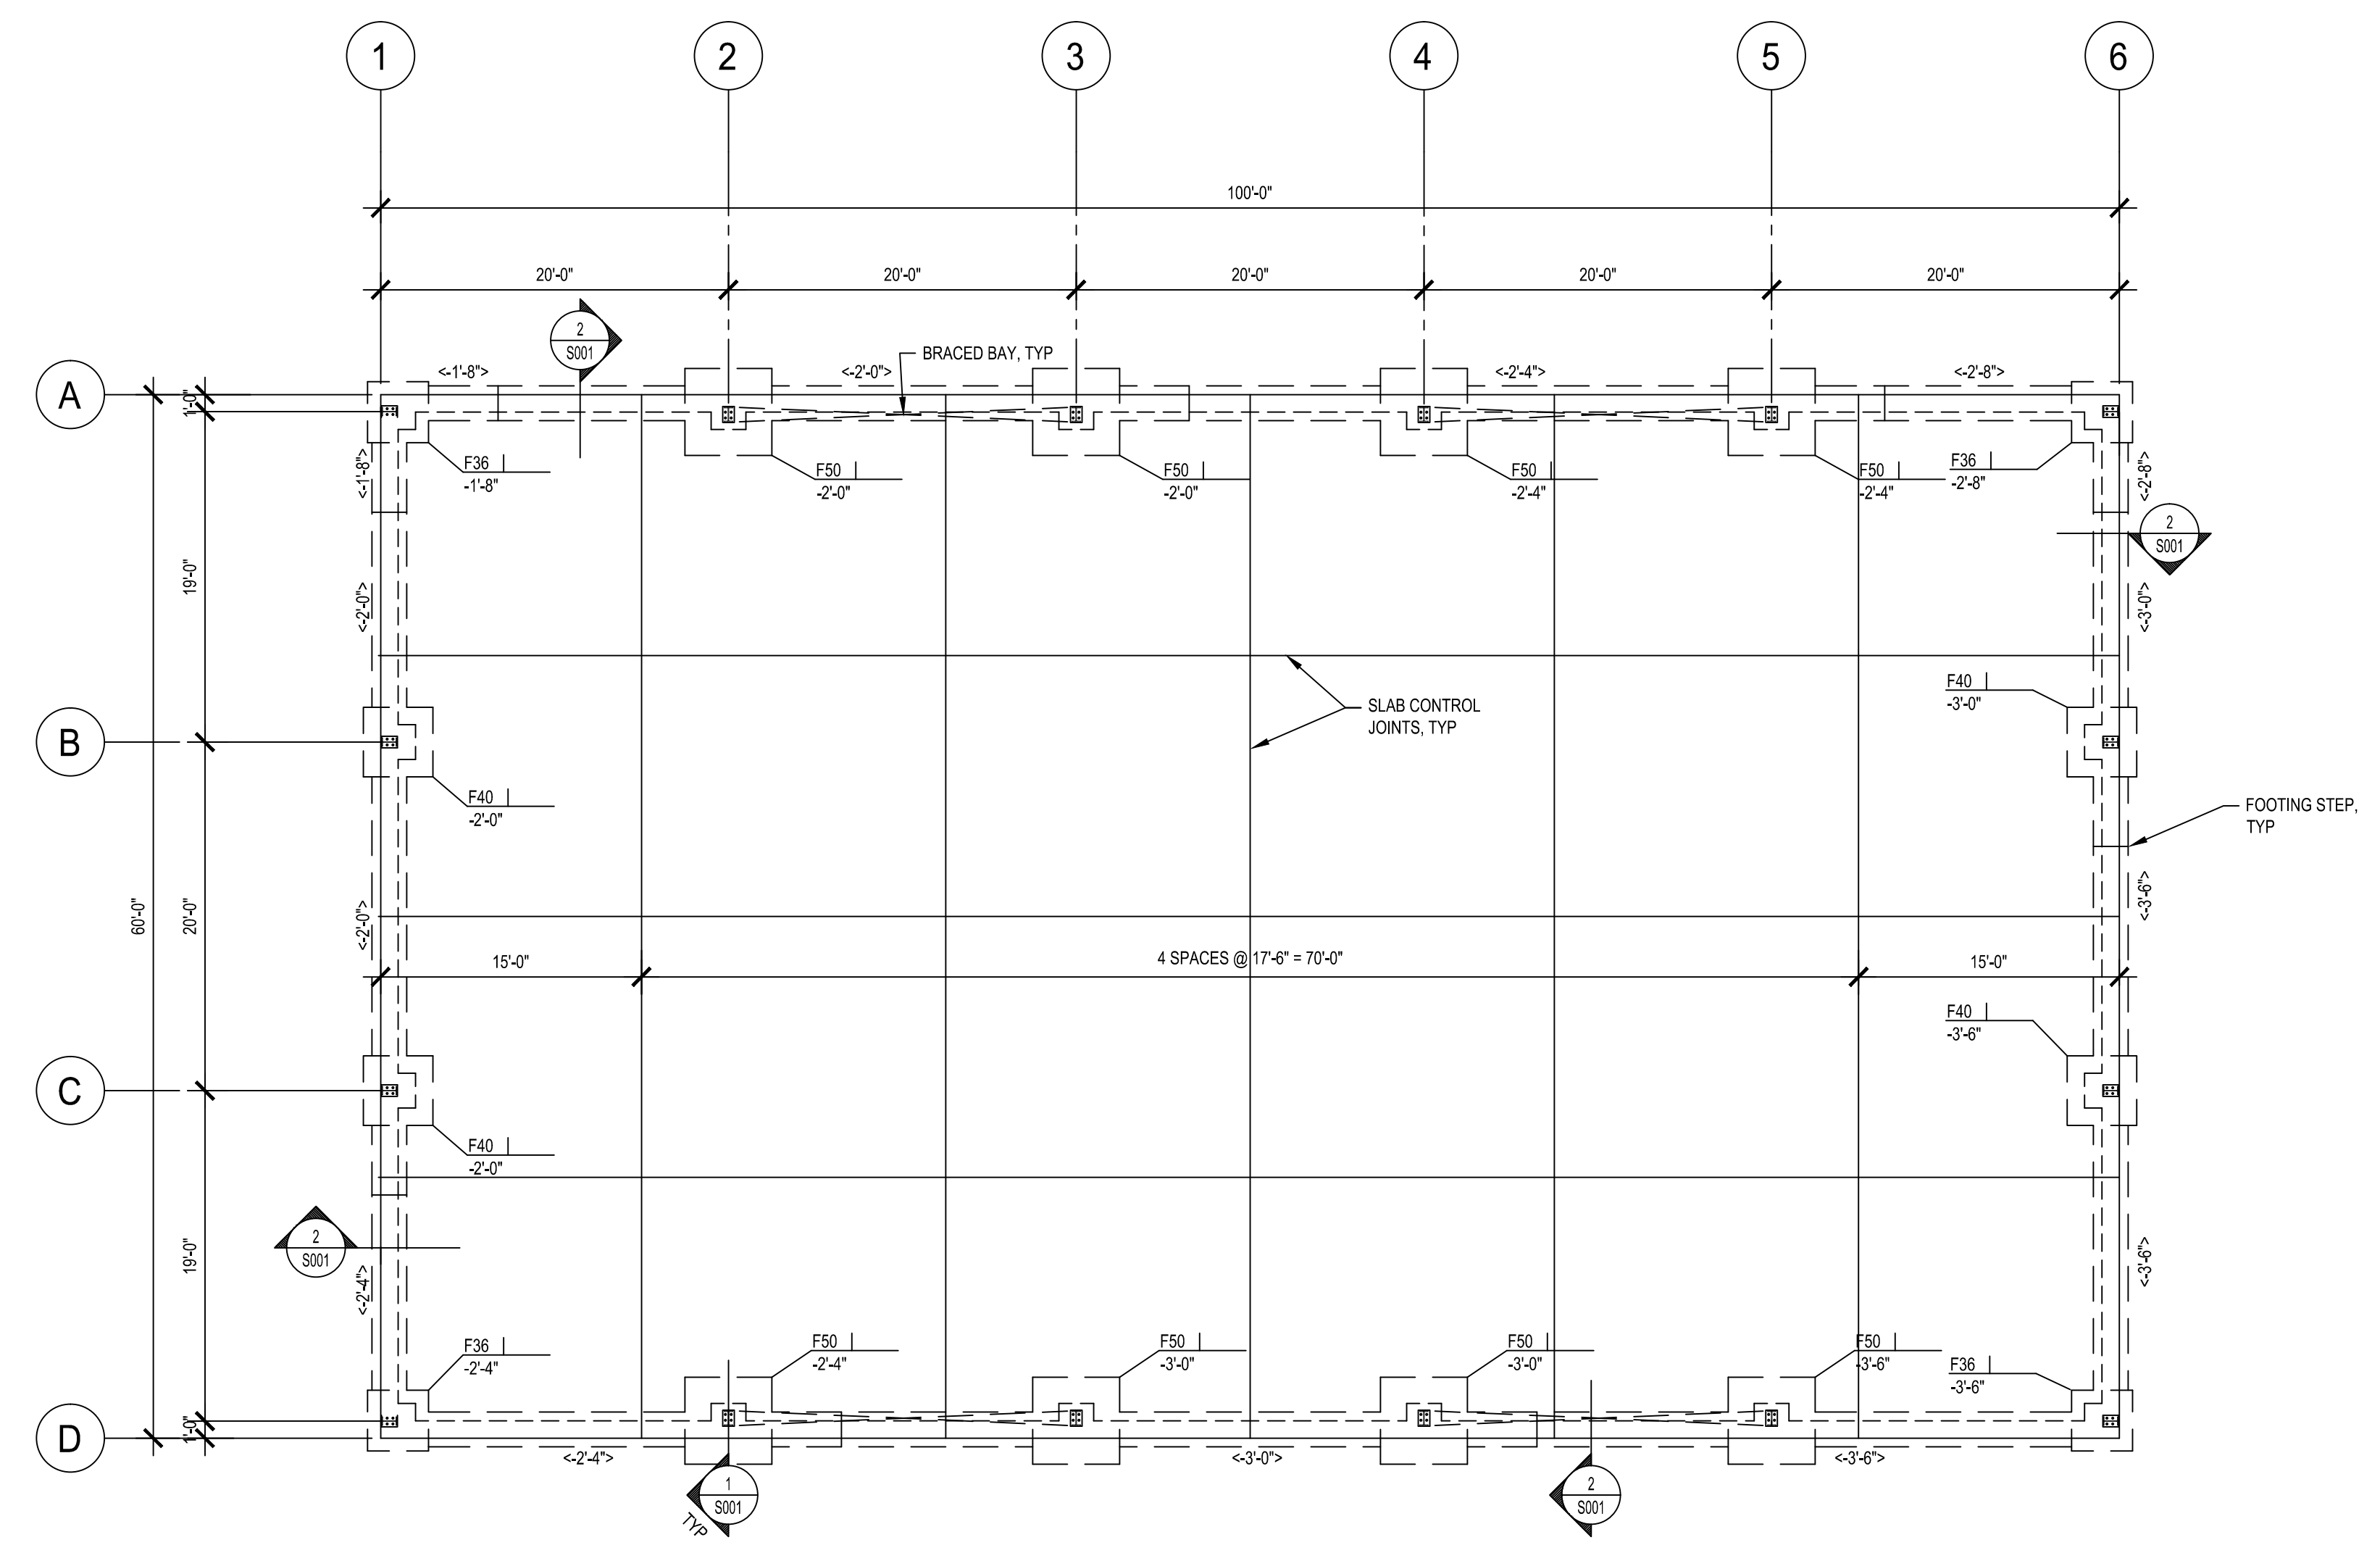 1 2 3 4 5 6
100'-0"
20'-0" 20'-0" 20'-0" 20'-0" 20'-0"
2
S001
BRACED BAY, TYP
<-1'-8"> <-2'-0"> <-2'-4"> <-2'-8">
A
1'-0"
F36
-1'-8"
F50
-2'-0"
F50
-2'-0"
F50
-2'-4"
F50
-2'-4"
F36
-2'-8"
<-1'-8">
<-2'-8">
2
S001
19'-0"
<-2'-0">
<-3'-0">
F40
-3'-0"
SLAB CONTROL
JOINTS, TYP
B
F40
-2'-0"
FOOTING STEP,
TYP
60'-0"
20'-0"
<-2'-0">
<-3'-6">
15'-0" 4 SPACES @ 17'-6" = 70'-0" 15'-0"
F40
-3'-6"
C
F40
-2'-0"
2
S001
19'-0"
<-2'-4">
<-3'-6">
F36
-2'-4"
F50
-2'-4"
F50
-3'-0"
F50
-3'-0"
F50
-3'-6"
F36
-3'-6"
1'-0"
D
<-2'-4"> <-3'-0"> <-3'-6">
1
S001
TYP
2
S001